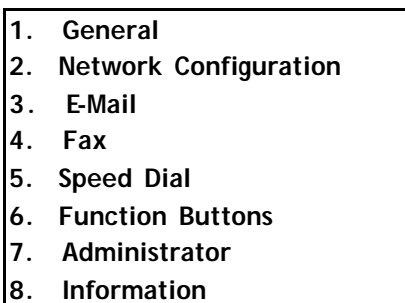 1. General
2. Network Configuration
3. E-Mail
4. Fax
5. Speed Dial
6. Function Buttons
7. Administrator
8. Information